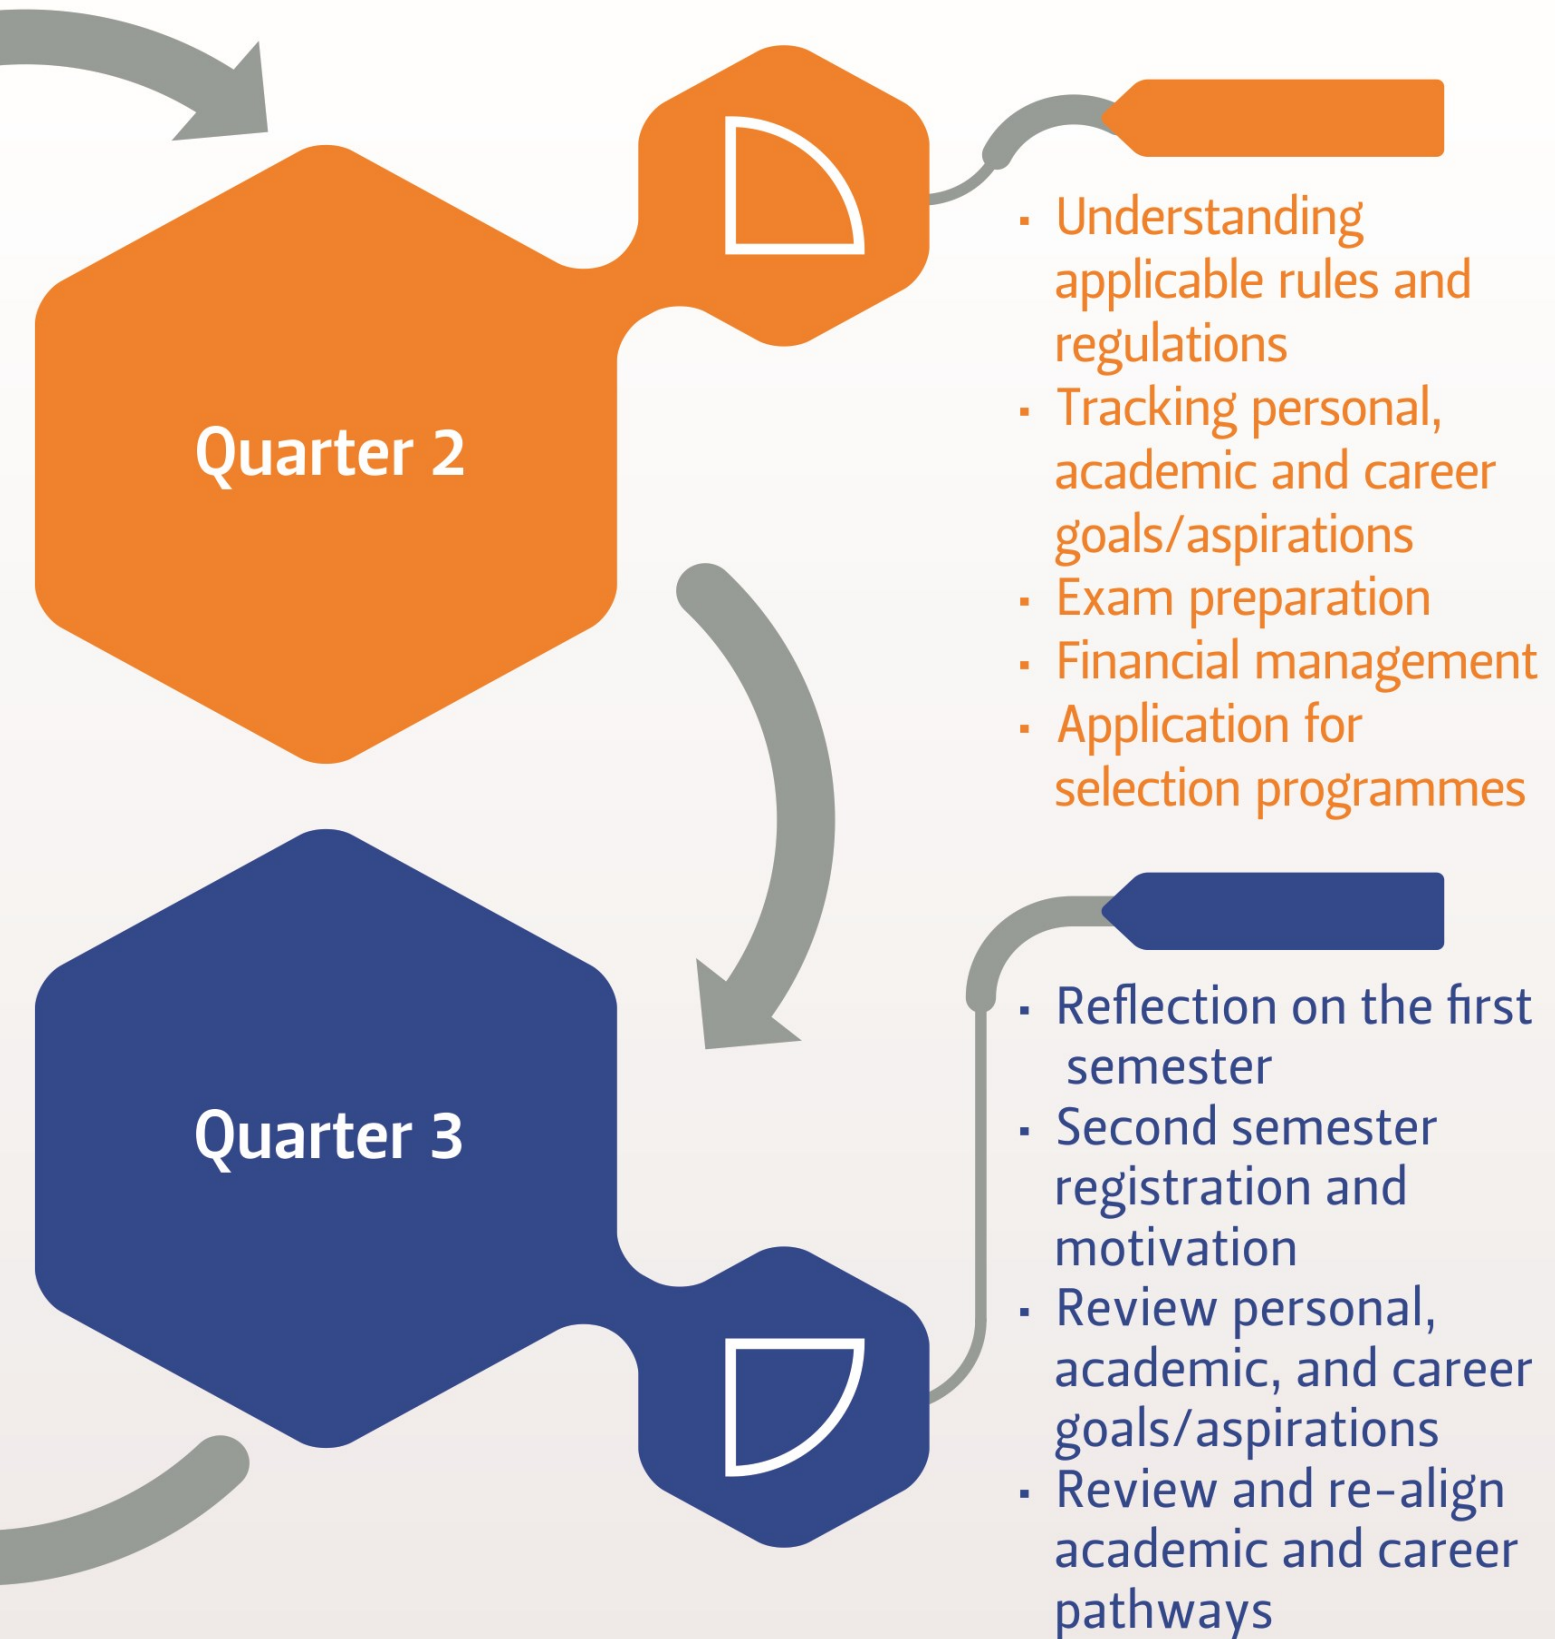 Quarter 2
▪ Understanding
applicable rules and
regulations
▪ Tracking personal,
academic and career
goals/aspirations
▪ Exam preparation
▪ Financial management
▪ Application for
selection programmes
Quarter 3
▪ Reflection on the first
semester
▪ Second semester
registration and
motivation
▪ Review personal,
academic, and career
goals/aspirations
▪ Review and re-align
academic and career
pathways